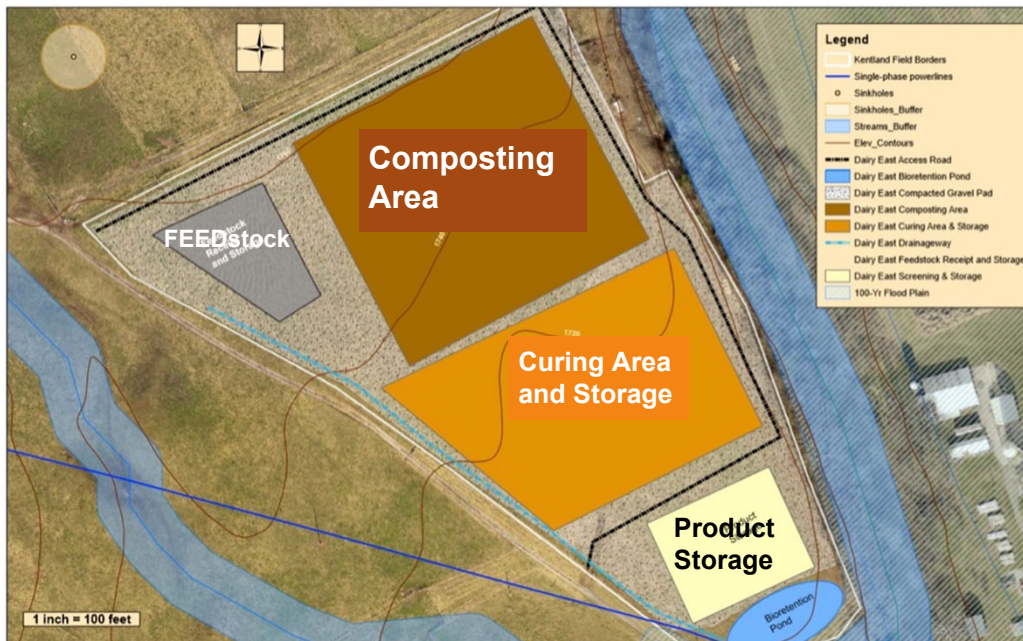 Legend
Kentland Field Borders
Single-phase powerlines
Sinkholes
Sinkholes_Buffer
Streams_Buffer
Elev_Contours
Dairy East Access Road
Dairy East Bioretention Pond
Dairy East Compacted Gravel Pad
Dairy East Composting Area
Dairy East Curing Area & Storage
Dairy East Drainageway
Dairy East Feedstock Receipt and Storage
Dairy East Screening & Storage
100-Yr Flood Plain
Composting
Area
FEEDstock
and Storage
Curing Area
and Storage
Product
Storage
Bioretention
Pond
1 inch = 100 feet